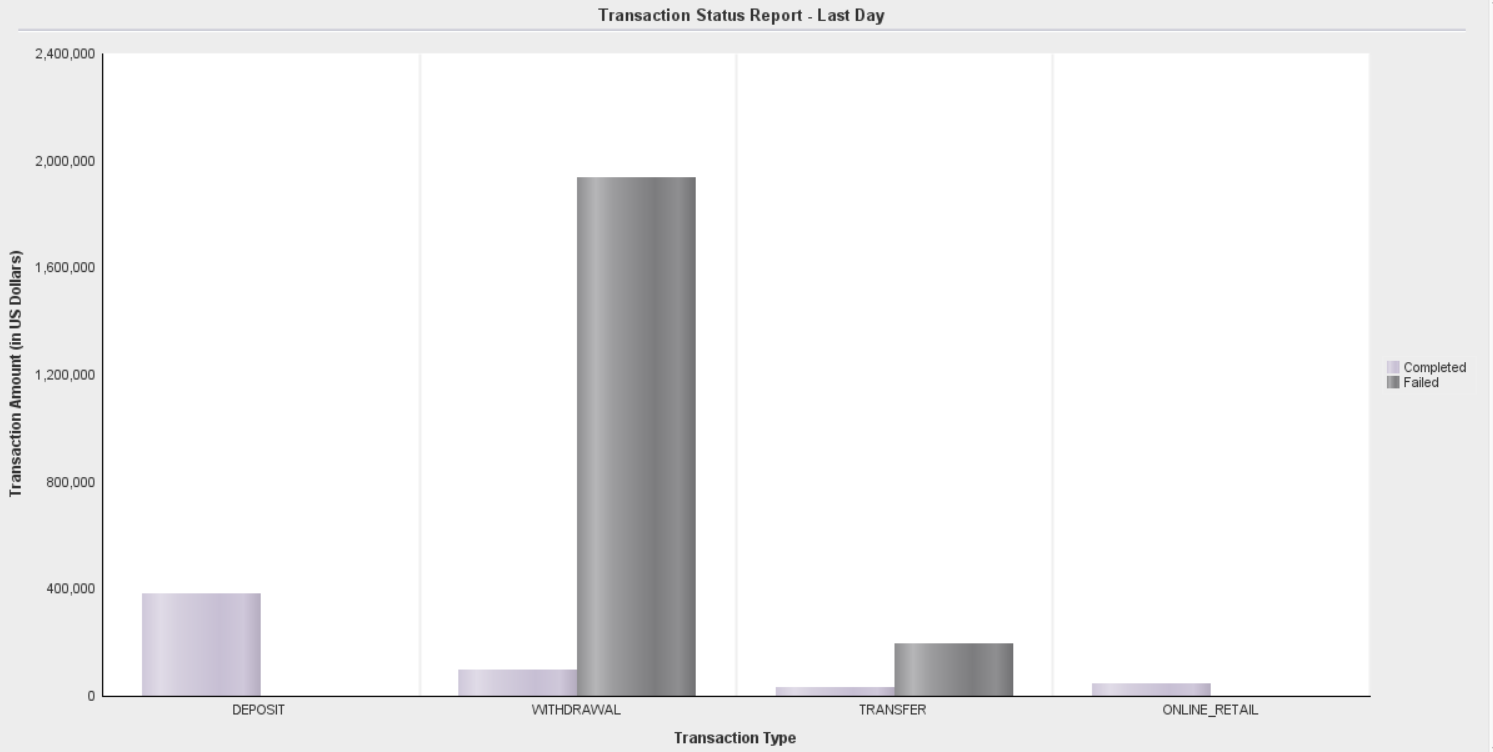 Transaction Status Report - Last Day
2,400,000
2,000,000
1,600,000
1,200,000
800,000
400,000
0
Transaction Amount (in US Dollars)
DEPOSIT
WITHDRAWAL
TRANSFER
ONLINE_RETAIL
Transaction Type
Completed
Failed